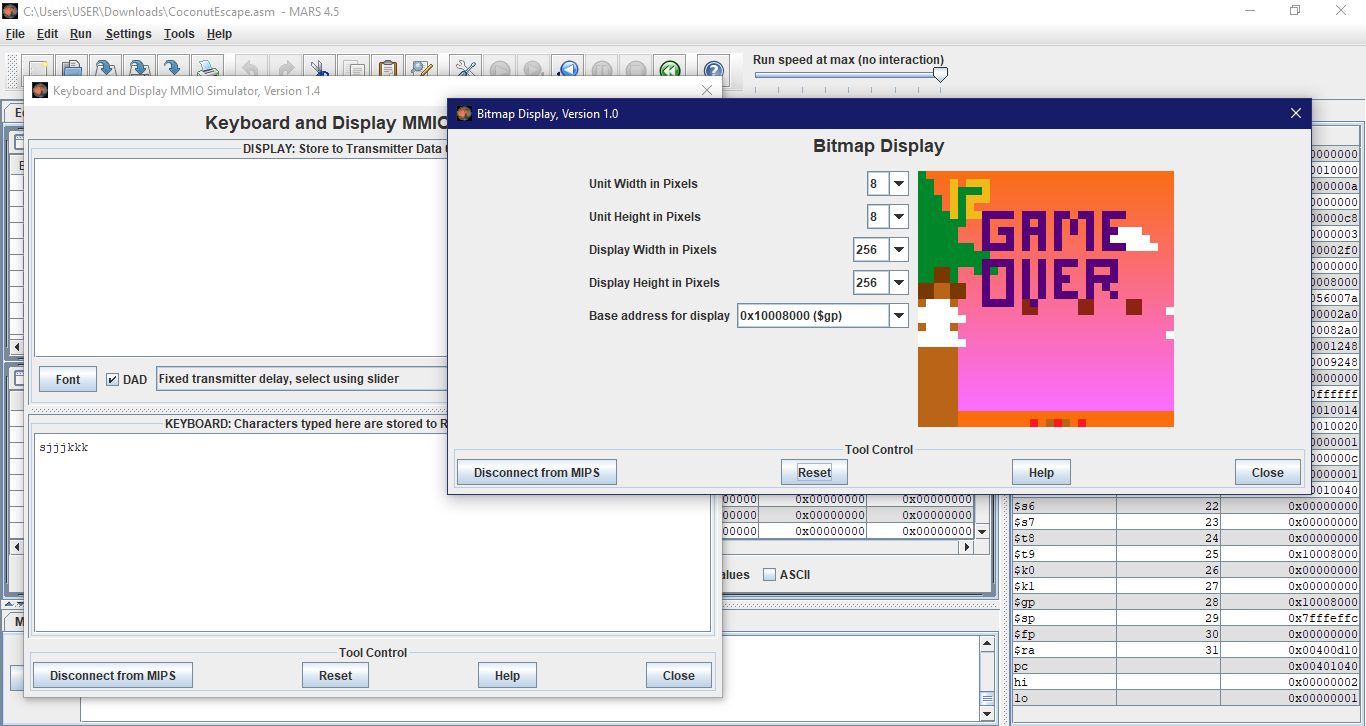 C:\Users\USER\Downloads\CoconutEscape.asm - MARS 4.5
File Edit Run Settings Tools Help
Run speed at max (no interaction)
Keyboard and Display MMIO Simulator, Version 1.4
Keyboard and Display MMIO
DISPLAY: Store to Transmitter Data
Font
DAD
Fixed transmitter delay, select using slider
KEYBOARD: Characters typed here are stored to R
sjjjkkk
Tool Control
Disconnect from MIPS
Reset
Help
Close
Bitmap Display, Version 1.0
Bitmap Display
Unit Width in Pixels 8
Unit Height in Pixels 8
Display Width in Pixels 256
Display Height in Pixels 256
Base address for display 0x10008000 ($gp)
GAME
OVER
Tool Control
Disconnect from MIPS
Reset
Help
Close
00000 0x00000000 0x00000000
00000 0x00000000 0x00000000
00000 0x00000000 0x00000000
alues
ASCII
0000000
0010000
000000a
0000000
00000c8
0000003
00002f0
0000000
0008000
056007a
00002a0
00082a0
0001248
0009248
0000000
0ffffff
0010014
0010020
0000001
000000c
0000001
0010040
$s6 22 0x00000000
$s7 23 0x00000000
$t8 24 0x00000000
$t9 25 0x10008000
$k0 26 0x00000000
$k1 27 0x00000000
$gp 28 0x10008000
$sp 29 0x7fffeffc
$fp 30 0x00000000
$ra 31 0x00400d10
pc 0x00401040
hi 0x00000002
lo 0x00000001